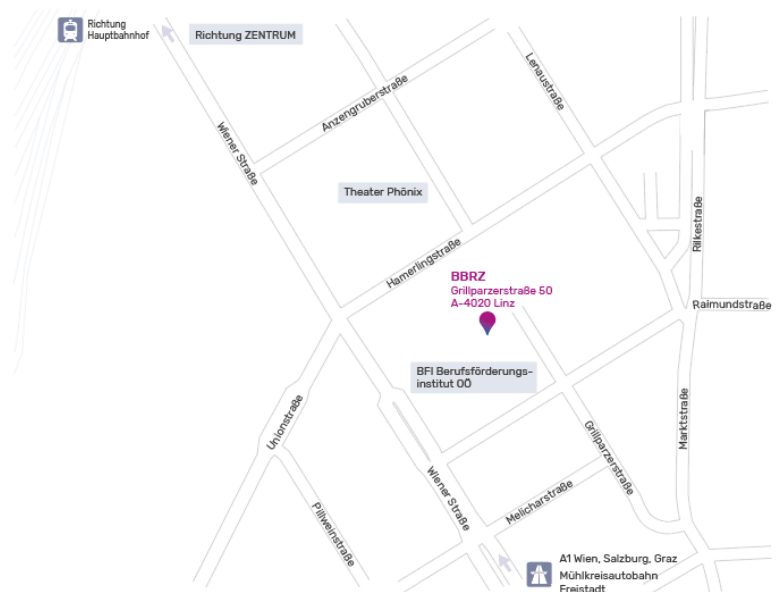 Richtung
Hauptbahnhof
Richtung ZENTRUM
Lenaustraße
Anzengruberstraße
Wiener Straße
Theater Phönix
Rilkestraße
Hamerlingstraße
BBRZ
Grillparzerstraße 50
A-4020 Linz
Raimundstraße
BFI Berufsförderungs-
institut OÖ
Unionstraße
Marktstraße
Grillparzerstraße
Wiener Straße
Melicharstraße
Pillweinstraße
A1 Wien, Salzburg, Graz
Mühlkreisautobahn
Freistadt